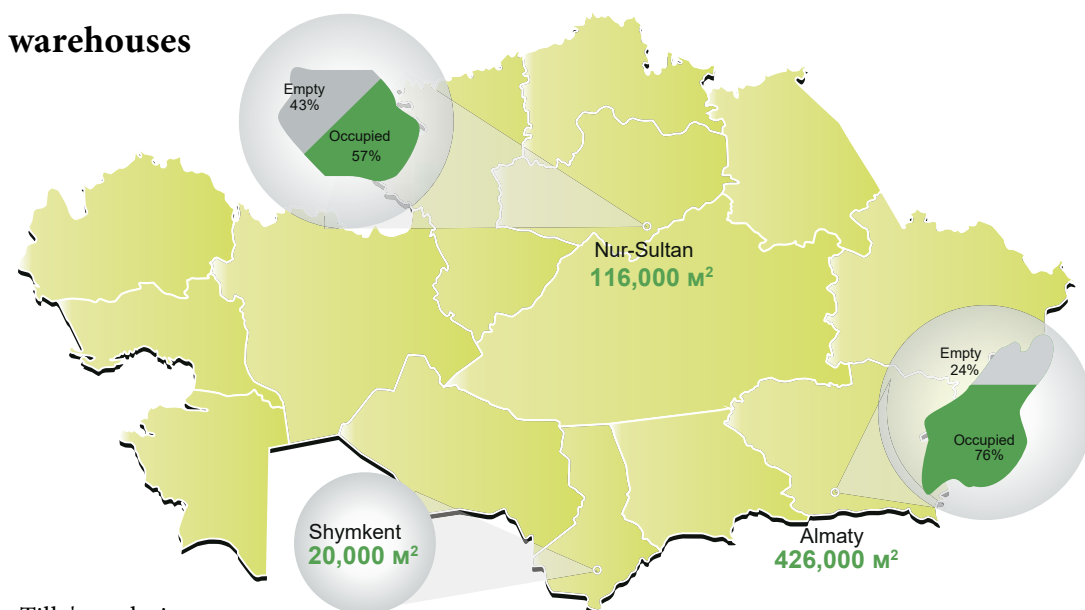 warehouses
Empty
43%
Occupied
57%
Nur-Sultan
116,000 м²
Empty
24%
Occupied
76%
Shymkent
20,000 м²
Almaty
426,000 м²